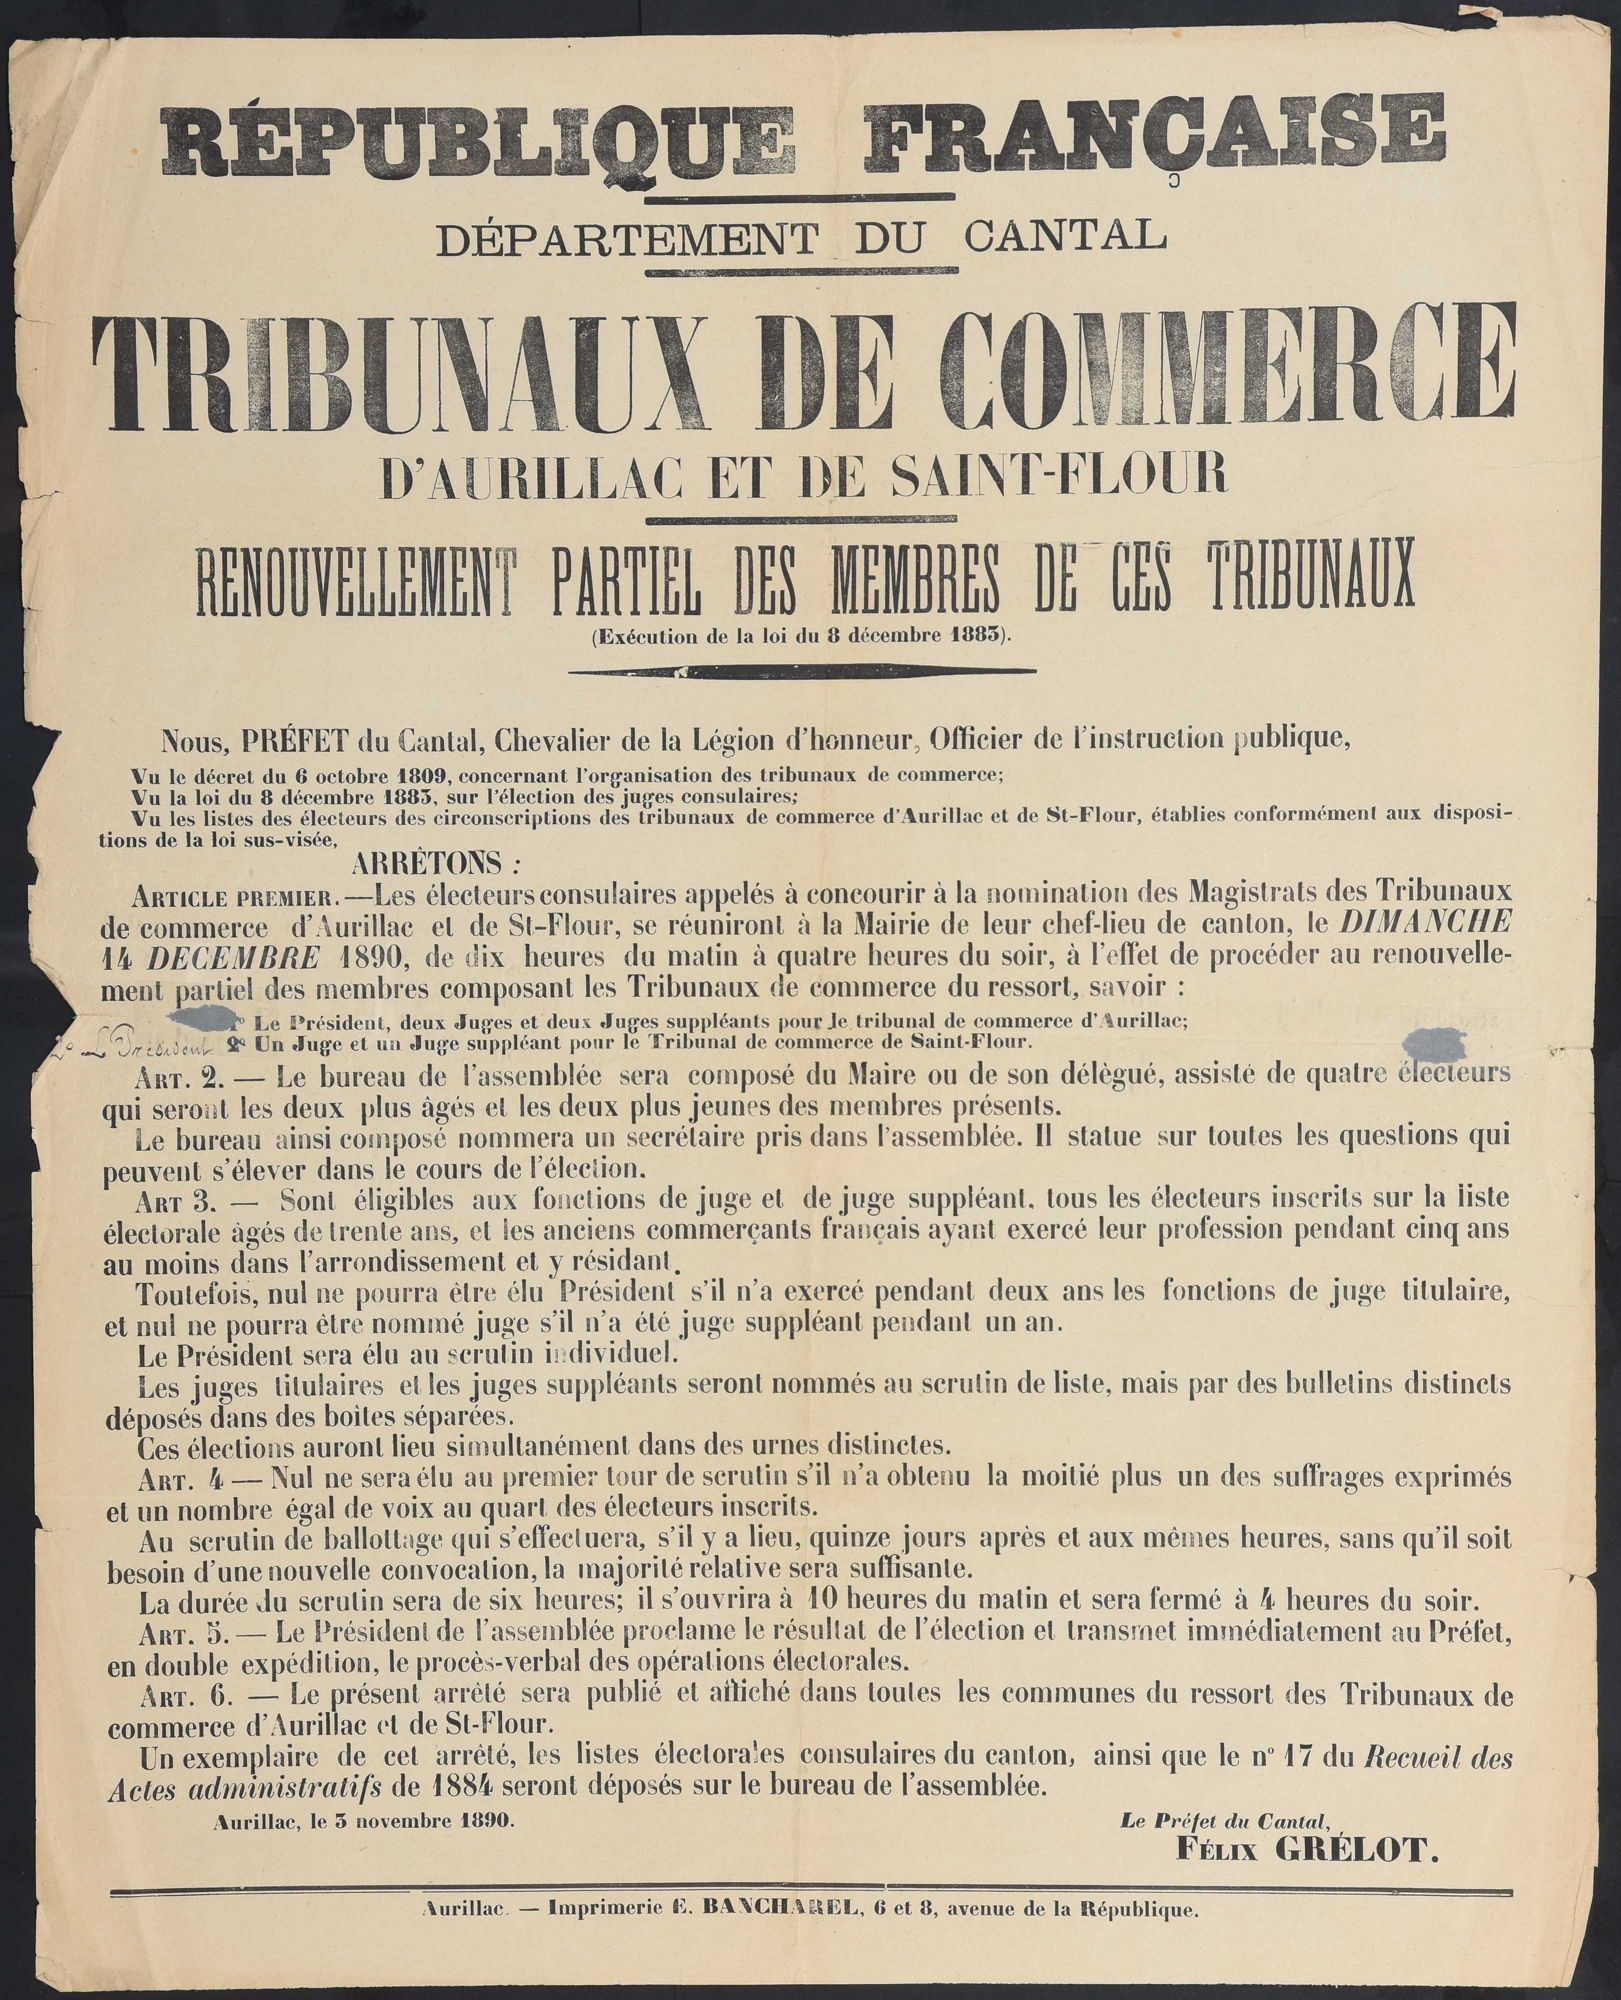 RÉPUBLIQUE FRANÇAISE
DÉPARTEMENT DU CANTAL
TRIBUNAUX DE COMMERCE
D'AURILLAC ET DE SAINT-FLOUR
RENOUVELLEMENT PARTIEL DES MEMBRES DE CES TRIBUNAUX
(Exécution de la loi du 8 décembre 1883).
Nous, PRÉFET du Cantal, Chevalier de la Légion d'honneur, Officier de l'instruction publique,
Vu le décret du 6 octobre 1809, concernant l'organisation des tribunaux de commerce;
Vu la loi du 8 décembre 1883, sur l'élection des juges consulaires;
Vu les listes des électeurs des circonscriptions des tribunaux de commerce d'Aurillac et de St-Flour, établies conformément aux disposi-
tions de la loi sus-visée,
ARRÊTONS :
ARTICLE PREMIER. — Les électeurs consulaires appelés à concourir à la nomination des Magistrats des Tribunaux
de commerce d'Aurillac et de St-Flour, se réuniront à la Mairie de leur chef-lieu de canton, le DIMANCHE
14 DECEMBRE 1890, de dix heures du matin à quatre heures du soir, à l'effet de procéder au renouvelle-
ment partiel des membres composant les Tribunaux de commerce du ressort, savoir :
1° Le Président, deux Juges et deux Juges suppléants pour le tribunal de commerce d'Aurillac;
2° L Président 2° Un Juge et un Juge suppléant pour le Tribunal de commerce de Saint-Flour.
ART. 2. — Le bureau de l'assemblée sera composé du Maire ou de son délègué, assisté de quatre électeurs
qui seront les deux plus âgés et les deux plus jeunes des membres présents.
Le bureau ainsi composé nommera un secrétaire pris dans l'assemblée. Il statue sur toutes les questions qui
peuvent s'élever dans le cours de l'élection.
ART 3. — Sont éligibles aux fonctions de juge et de juge suppléant. tous les électeurs inscrits sur la liste
électorale âgés de trente ans, et les anciens commerçants français ayant exercé leur profession pendant cinq ans
au moins dans l'arrondissement et y résidant.
Toutefois, nul ne pourra être élu Président s'il n'a exercé pendant deux ans les fonctions de juge titulaire,
et nul ne pourra être nommé juge s'il n'a été juge suppléant pendant un an.
Le Président sera élu au scrutin individuel.
Les juges titulaires et les juges suppléants seront nommés au scrutin de liste, mais par des bulletins distincts
déposés dans des boîtes séparées.
Ces élections auront lieu simultanément dans des urnes distinctes.
ART. 4 — Nul ne sera élu au premier tour de scrutin s'il n'a obtenu la moitié plus un des suffrages exprimés
et un nombre égal de voix au quart des électeurs inscrits.
Au scrutin de ballottage qui s'effectuera, s'il y a lieu, quinze jours après et aux mêmes heures, sans qu'il soit
besoin d'une nouvelle convocation, la majorité relative sera suffisante.
La durée du scrutin sera de six heures; il s'ouvrira à 10 heures du matin et sera fermé à 4 heures du soir.
ART. 5. — Le Président de l'assemblée proclame le résultat de l'élection et transmet immédiatement au Préfet,
en double expédition, le procès-verbal des opérations électorales.
ART. 6. — Le présent arrêté sera publié et affiché dans toutes les communes du ressort des Tribunaux de
commerce d'Aurillac et de St-Flour.
Un exemplaire de cet arrêté, les listes électorales consulaires du canton, ainsi que le n° 17 du Recueil des
Actes administratifs de 1884 seront déposés sur le bureau de l'assemblée.
Aurillac, le 3 novembre 1890.
Le Préfet du Cantal,
FÉLIX GRÉLOT.
Aurillac. — Imprimerie E. BANCHAREL, 6 et 8, avenue de la République.